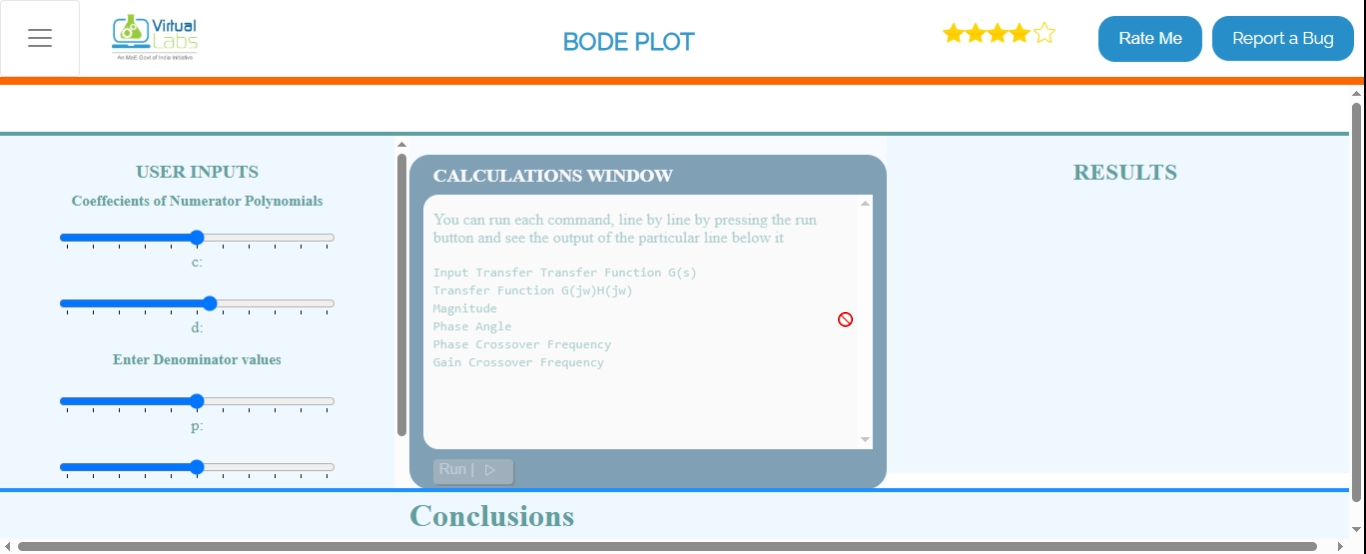 Virtual
Labs
An MoE Govt of India Initiative
BODE PLOT
Rate Me
Report a Bug
USER INPUTS
Coeffecients of Numerator Polynomials
c:
d:
Enter Denominator values
p:
CALCULATIONS WINDOW
You can run each command, line by line by pressing the run
button and see the output of the particular line below it
Input Transfer Transfer Function G(s)
Transfer Function G(jw)H(jw)
Magnitude
Phase Angle
Phase Crossover Frequency
Gain Crossover Frequency
Run |
RESULTS
Conclusions